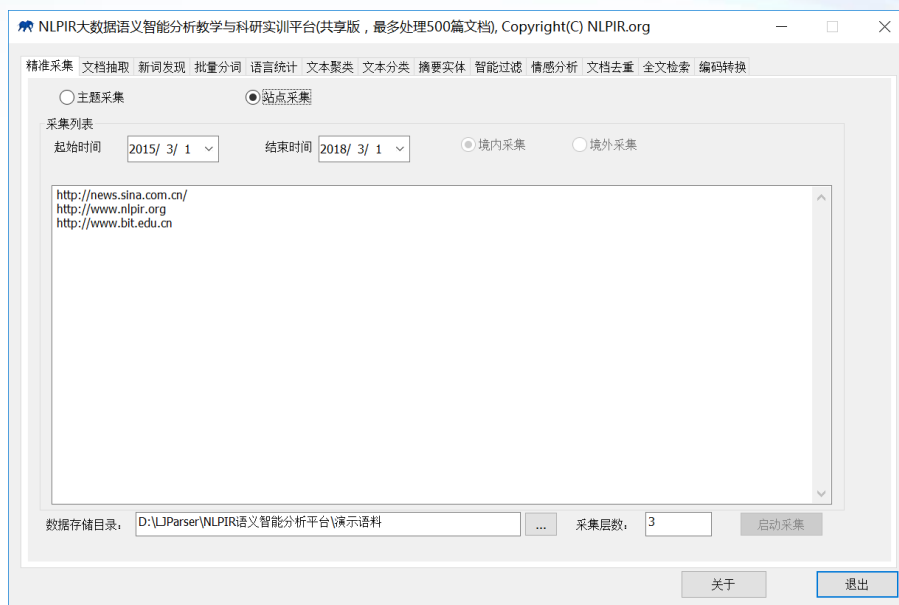 NLPIR大数据语义智能分析教学与科研实训平台(共享版，最多处理500篇文档), Copyright(C) NLPIR.org
精准采集 文档抽取 新词发现 批量分词 语言统计 文本聚类 文本分类 摘要实体 智能过滤 情感分析 文档去重 全文检索 编码转换
主题采集 站点采集
采集列表
起始时间 2015/ 3/ 1 结束时间 2018/ 3/ 1 境内采集 境外采集
http://news.sina.com.cn/
http://www.nlpir.org
http://www.bit.edu.cn
数据存储目录： D:\LJParser\NLPIR语义智能分析平台\演示语料 ... 采集层数： 3 启动采集
关于 退出